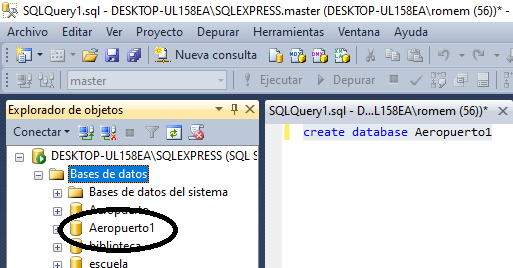 SQLQuery1.sql - DESKTOP-UL158EA\SQLEXPRESS.master (DESKTOP-UL158EA\romem (56))* -
Archivo Editar Ver Proyecto Depurar Herramientas Ventana Ayuda
Nueva consulta
master Ejecutar Depurar
Explorador de objetos
Conectar
DESKTOP-UL158EA\SQLEXPRESS (SQL S
Bases de datos
Bases de datos del sistema
Aeropuerto
Aeropuerto1
biblioteca
escuela
SQLQuery1.sql - D...L158EA\romem (56))*
create database Aeropuerto1